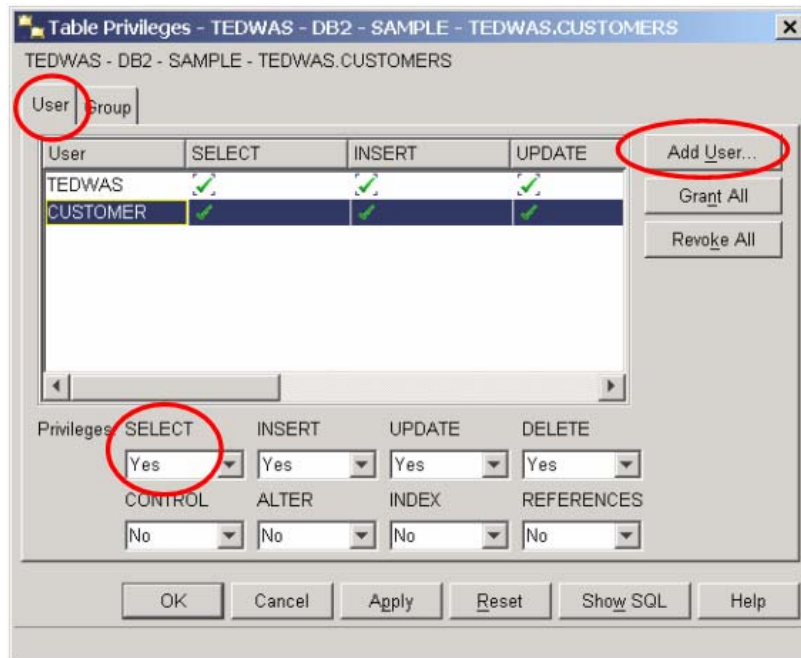 Table Privileges - TEDWAS - DB2 - SAMPLE - TEDWAS.CUSTOMERS
TEDWAS - DB2 - SAMPLE - TEDWAS.CUSTOMERS
User Group
User SELECT INSERT UPDATE
TEDWAS
CUSTOMER
Add User...
Grant All
Revoke All
Privileges: SELECT INSERT UPDATE DELETE
Yes Yes Yes Yes
CONTROL ALTER INDEX REFERENCES
No No No No
OK Cancel Apply Reset Show SQL Help